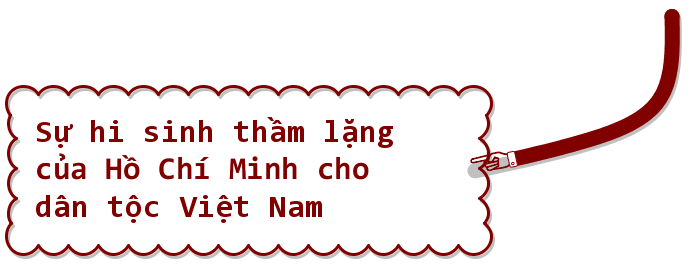 Sự hi sinh thầm lặng
của Hồ Chí Minh cho
dân tộc Việt Nam